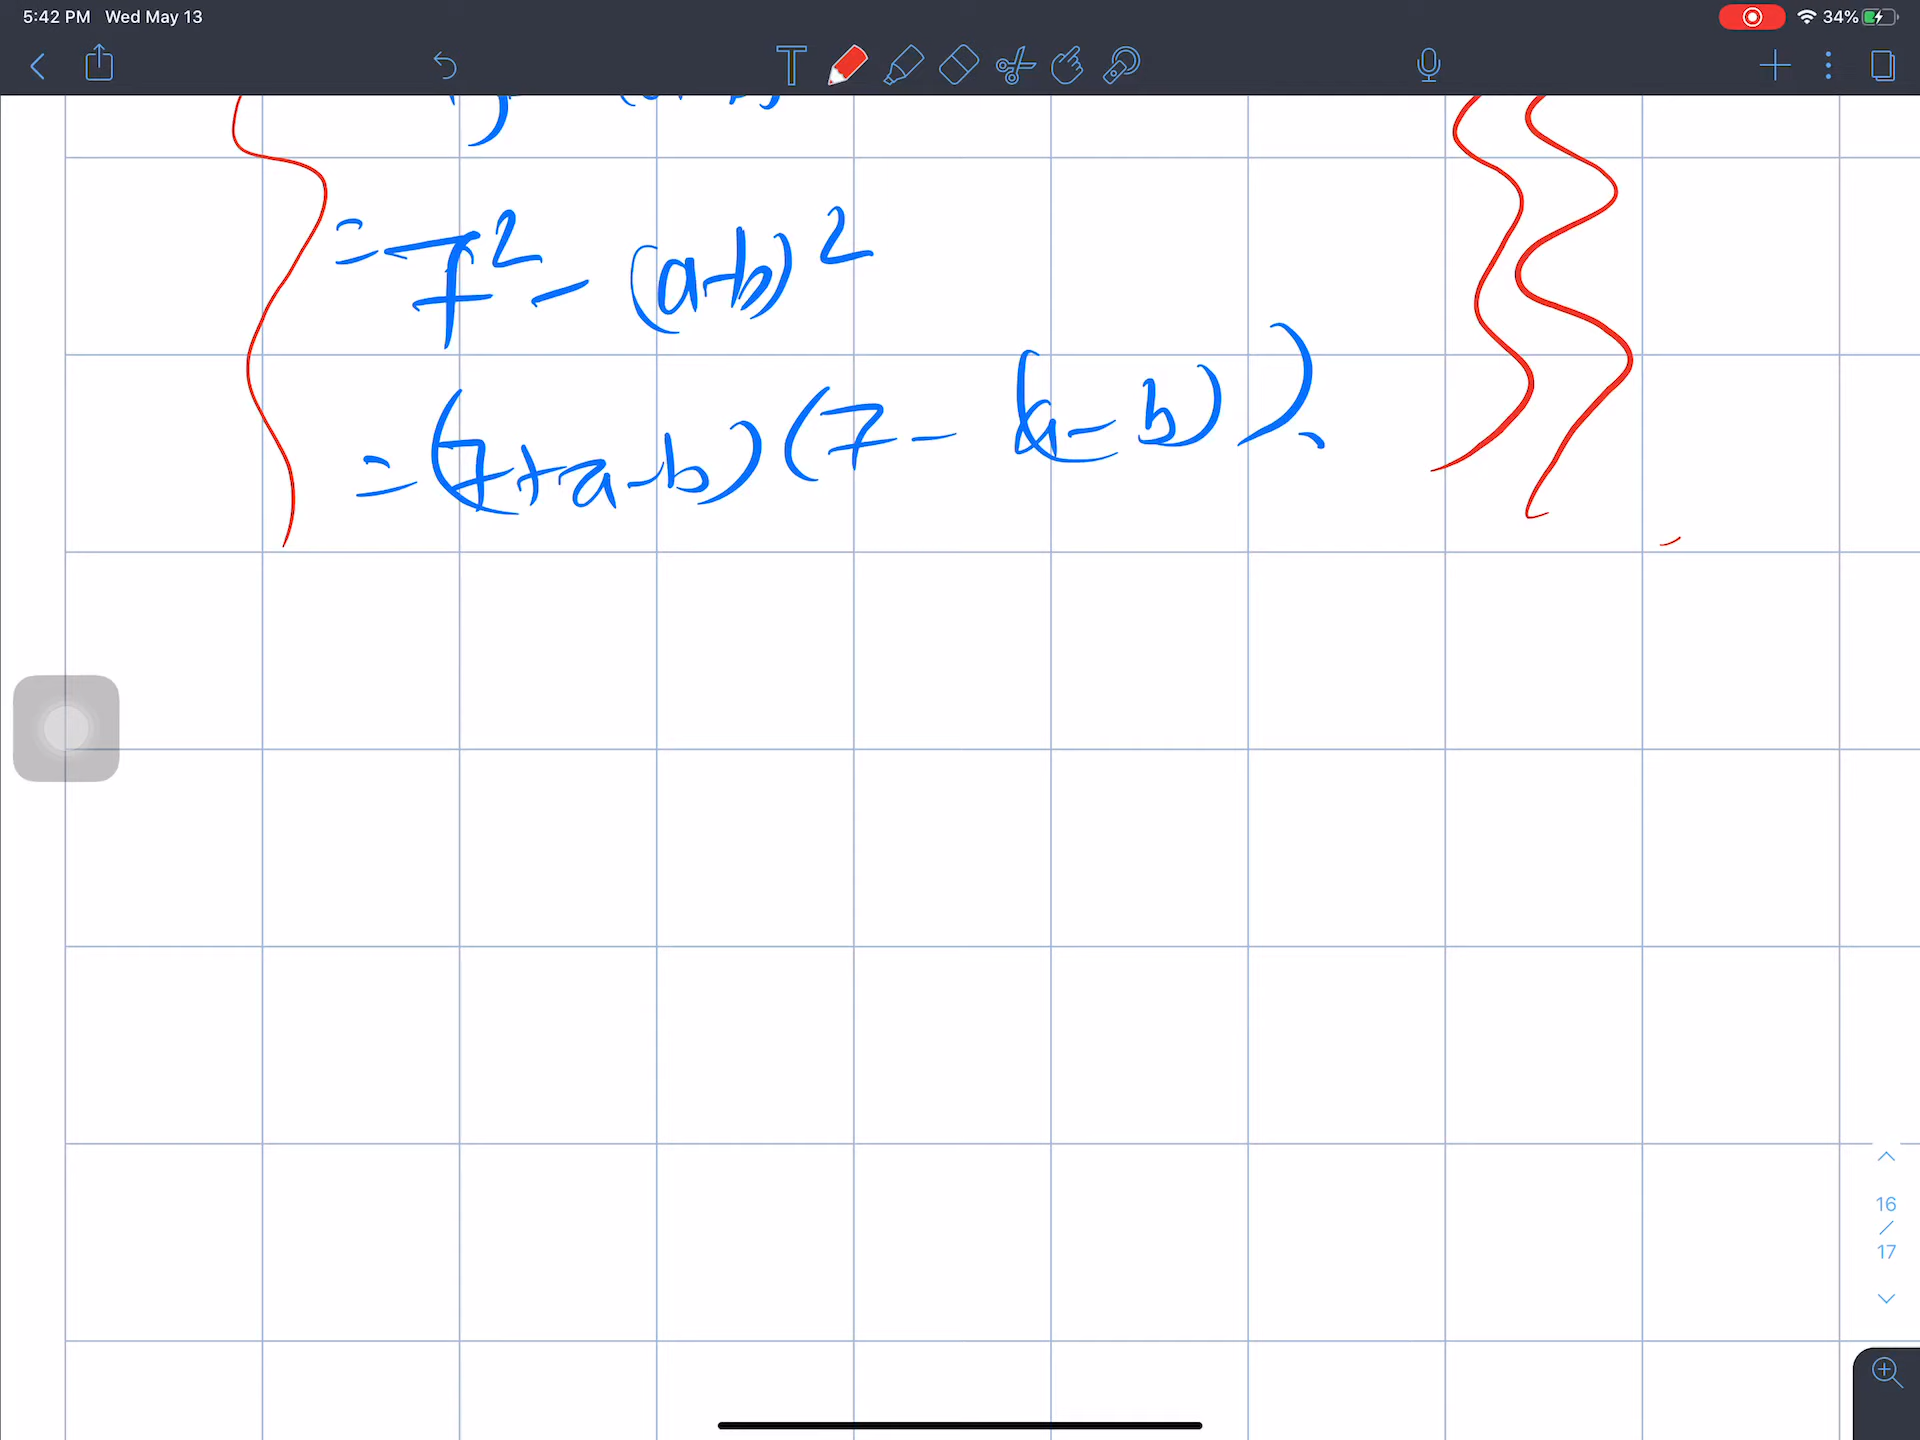 5:42 PM Wed May 13 34%
T
= 7² - (a-b)²
= (7+a-b)(7-(a-b))
16
/
17